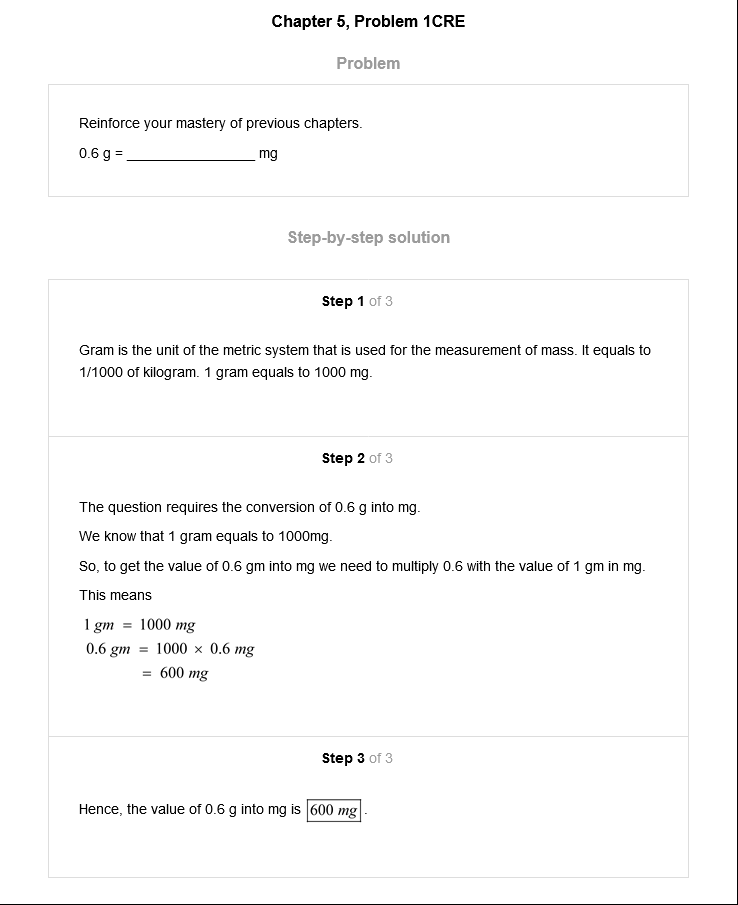 Chapter 5, Problem 1CRE
Problem
Reinforce your mastery of previous chapters.
0.6 g = ________________ mg
Step-by-step solution
Step 1 of 3
Gram is the unit of the metric system that is used for the measurement of mass. It equals to
1/1000 of kilogram. 1 gram equals to 1000 mg.
Step 2 of 3
The question requires the conversion of 0.6 g into mg.
We know that 1 gram equals to 1000mg.
So, to get the value of 0.6 gm into mg we need to multiply 0.6 with the value of 1 gm in mg.
This means
1 gm = 1000 mg
0.6 gm = 1000 × 0.6 mg
= 600 mg
Step 3 of 3
Hence, the value of 0.6 g into mg is 600 mg .